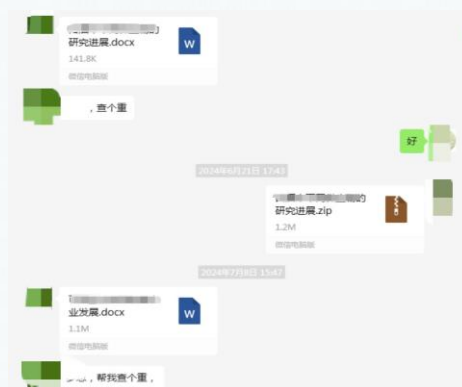 研究进展.docx
W
141.8K
微信电脑版
，查个重
好
2024年6月21日 17:43
的
研究进展.zip
1.2M
微信电脑版
2024年7月8日 15:47
业发展.docx
W
1.1M
微信电脑版
，帮我查个重，